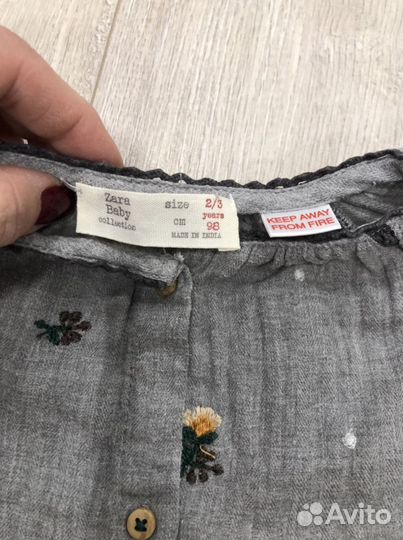 Zara
Baby
collection
size 2/3
years
cm 98
MADE IN INDIA
KEEP AWAY
FROM FIRE
Avito